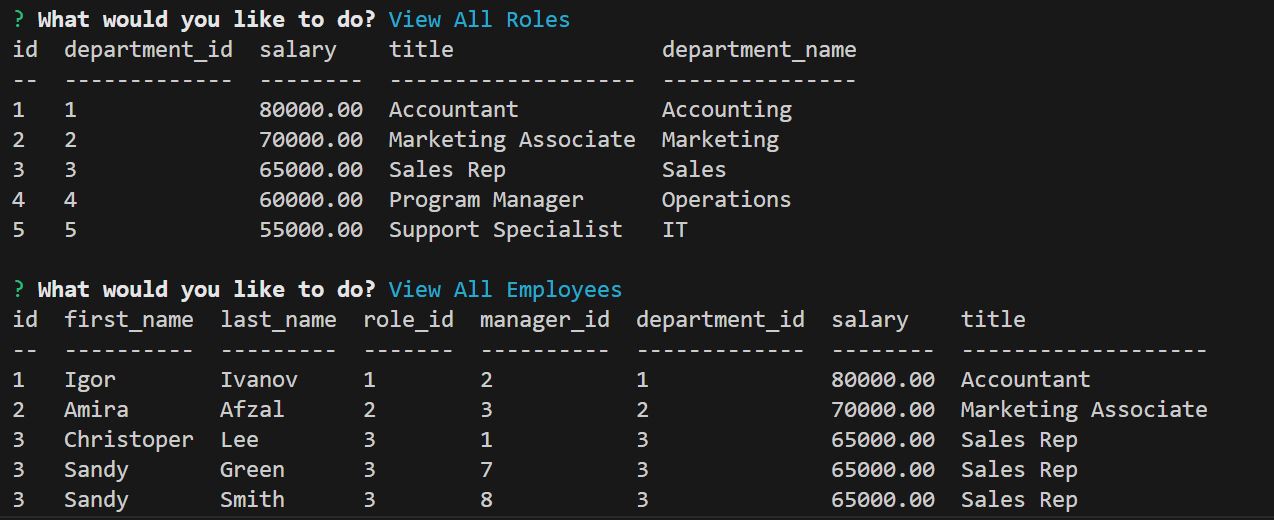 ? What would you like to do? View All Roles
id  department_id  salary    title                department_name
--  -------------  --------  -------------------  ---------------
1   1              80000.00  Accountant           Accounting
2   2              70000.00  Marketing Associate  Marketing
3   3              65000.00  Sales Rep            Sales
4   4              60000.00  Program Manager      Operations
5   5              55000.00  Support Specialist   IT

? What would you like to do? View All Employees
id  first_name  last_name  role_id  manager_id  department_id  salary    title
--  ----------  ---------  -------  ----------  -------------  --------  -------------------
1   Igor        Ivanov     1        2           1              80000.00  Accountant
2   Amira       Afzal      2        3           2              70000.00  Marketing Associate
3   Christoper  Lee        3        1           3              65000.00  Sales Rep
3   Sandy       Green      3        7           3              65000.00  Sales Rep
3   Sandy       Smith      3        8           3              65000.00  Sales Rep